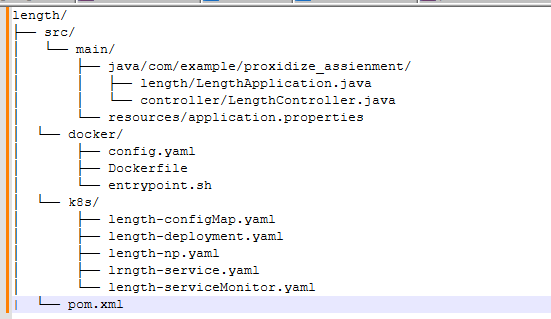 length/
├── src/
│   └── main/
│       ├── java/com/example/proxidize_assienment/
│       │   ├── length/LengthApplication.java
│       │   └── controller/LengthController.java
│       └── resources/application.properties
│   └── docker/
│       ├── config.yaml
│       ├── Dockerfile
│       └── entrypoint.sh
│   └── k8s/
│       ├── length-configMap.yaml
│       ├── length-deployment.yaml
│       ├── length-np.yaml
│       ├── lrngth-service.yaml
│       └── length-serviceMonitor.yaml
│   └── pom.xml